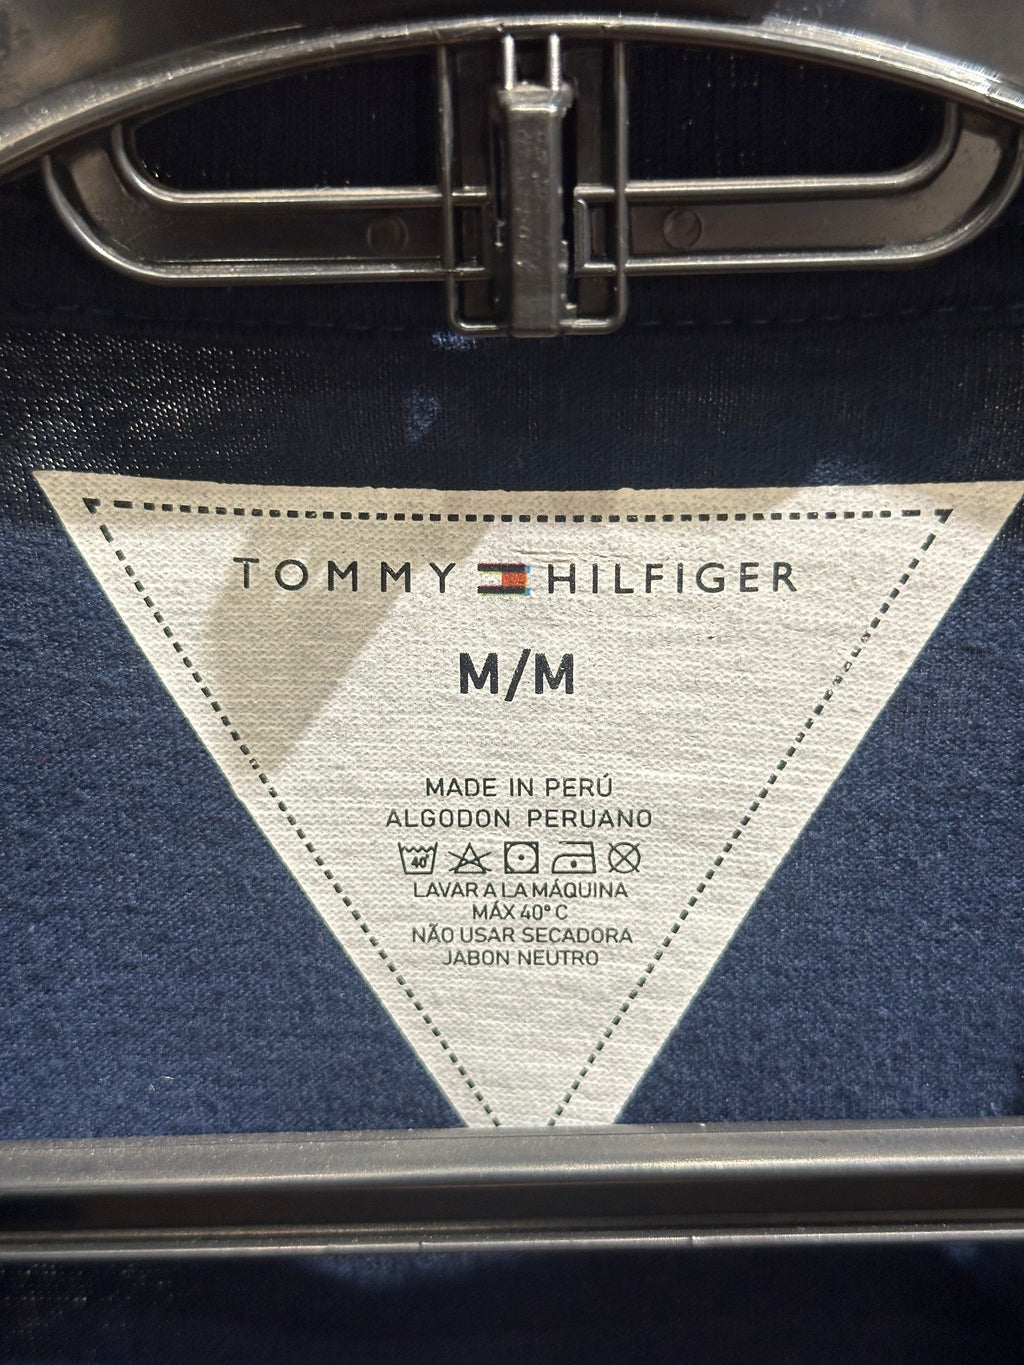 TOMMY HILFIGER
M/M
MADE IN PERÚ
ALGODON PERUANO
40°
LAVAR A LA MÁQUINA
MÁX 40° C
NÃO USAR SECADORA
JABON NEUTRO